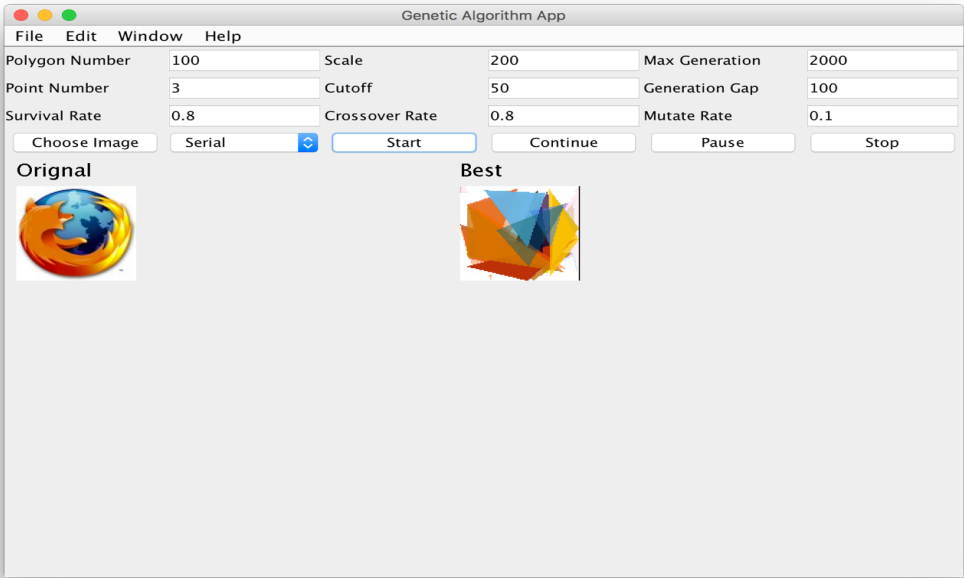 Genetic Algorithm App
File Edit Window Help
Polygon Number 100 Scale 200 Max Generation 2000
Point Number 3 Cutoff 50 Generation Gap 100
Survival Rate 0.8 Crossover Rate 0.8 Mutate Rate 0.1
Choose Image Serial Start Continue Pause Stop
Orignal Best